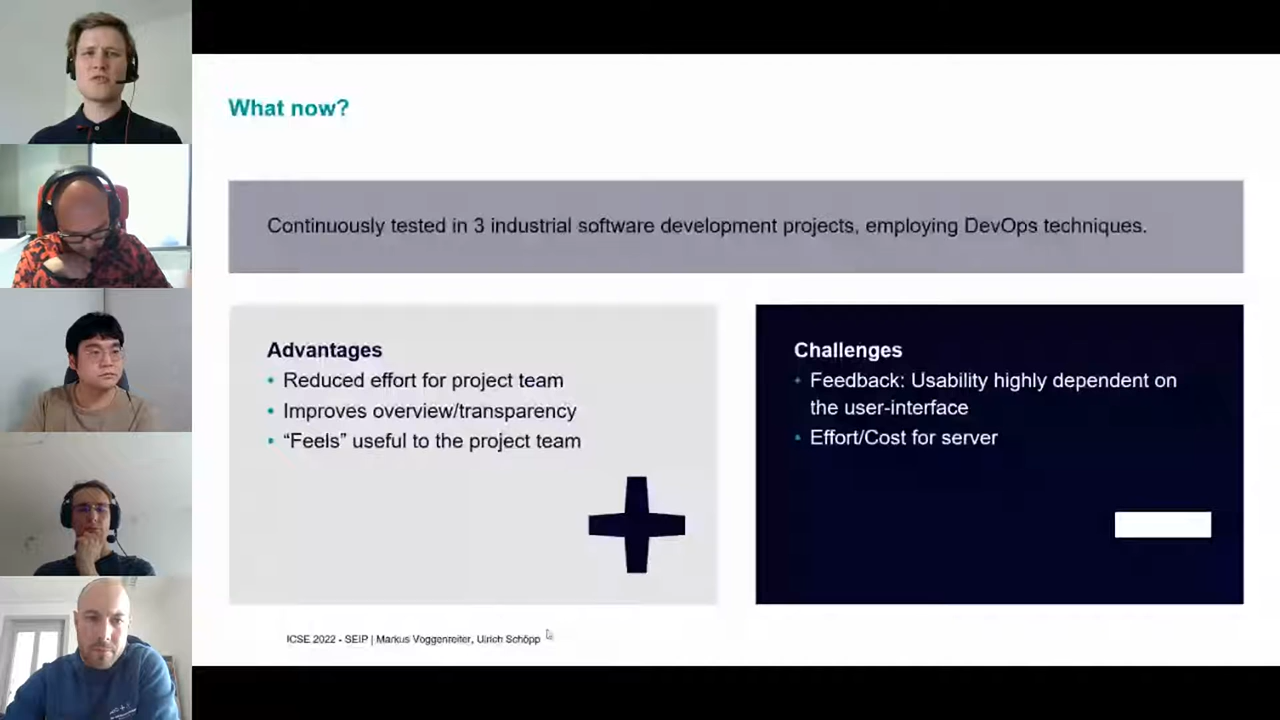 What now?
Continuously tested in 3 industrial software development projects, employing DevOps techniques.
Advantages
• Reduced effort for project team
• Improves overview/transparency
• “Feels” useful to the project team
Challenges
• Feedback: Usability highly dependent on
the user-interface
• Effort/Cost for server
ICSE 2022 - SEIP | Markus Voggenreiter, Ulrich Schöpp